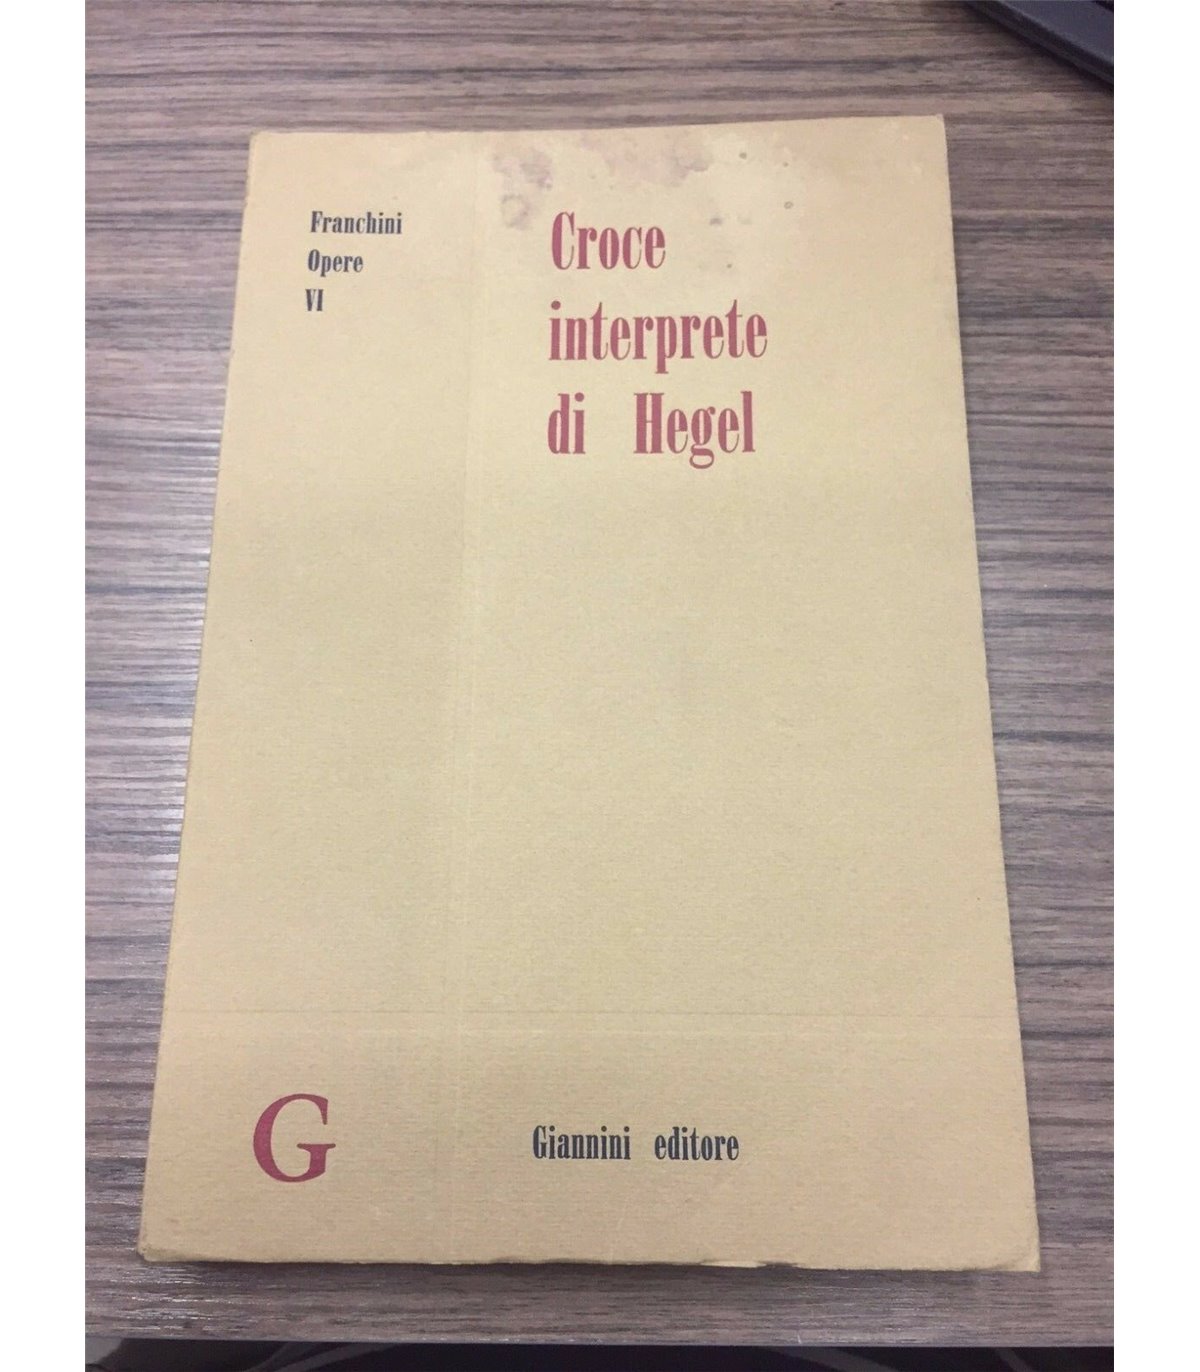 Franchini
Opere
VI
Croce
interprete
di Hegel
G
Giannini editore